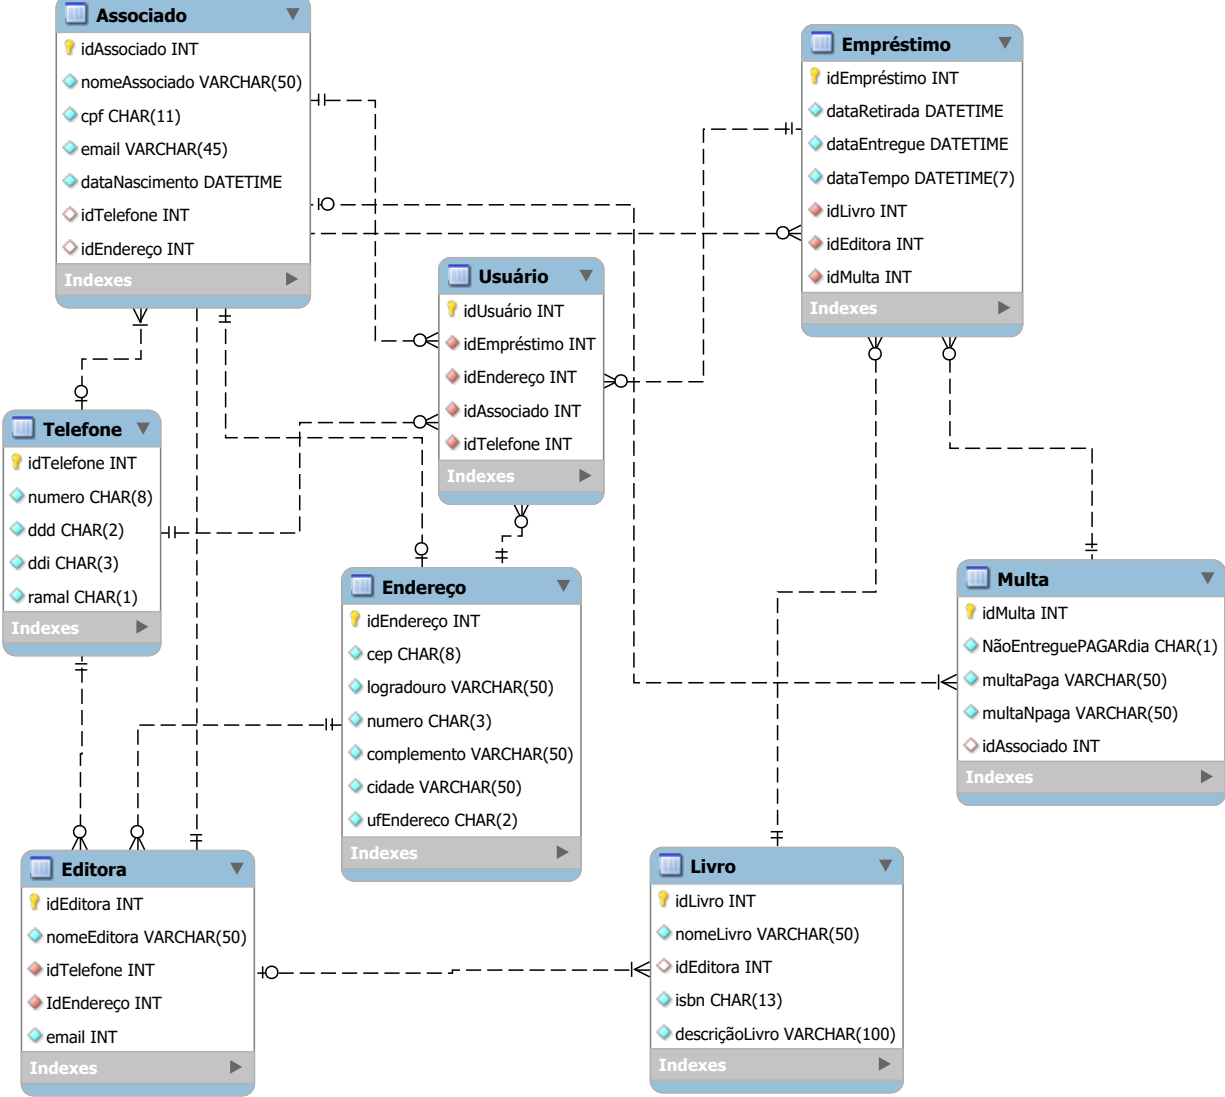 Associado
idAssociado INT
nomeAssociado VARCHAR(50)
cpf CHAR(11)
email VARCHAR(45)
dataNascimento DATETIME
idTelefone INT
idEndereço INT
Indexes
Empréstimo
idEmpréstimo INT
dataRetirada DATETIME
dataEntregue DATETIME
dataTempo DATETIME(7)
idLivro INT
idEditora INT
idMulta INT
Indexes
Usuário
idUsuário INT
idEmpréstimo INT
idEndereço INT
idAssociado INT
idTelefone INT
Indexes
Telefone
idTelefone INT
numero CHAR(8)
ddd CHAR(2)
ddi CHAR(3)
ramal CHAR(1)
Indexes
Endereço
idEndereço INT
cep CHAR(8)
logradouro VARCHAR(50)
numero CHAR(3)
complemento VARCHAR(50)
cidade VARCHAR(50)
ufEndereco CHAR(2)
Indexes
Multa
idMulta INT
NãoEntreguePAGARdia CHAR(1)
multaPaga VARCHAR(50)
multaNpaga VARCHAR(50)
idAssociado INT
Indexes
Editora
idEditora INT
nomeEditora VARCHAR(50)
idTelefone INT
IdEndereço INT
email INT
Indexes
Livro
idLivro INT
nomeLivro VARCHAR(50)
idEditora INT
isbn CHAR(13)
descriçãoLivro VARCHAR(100)
Indexes